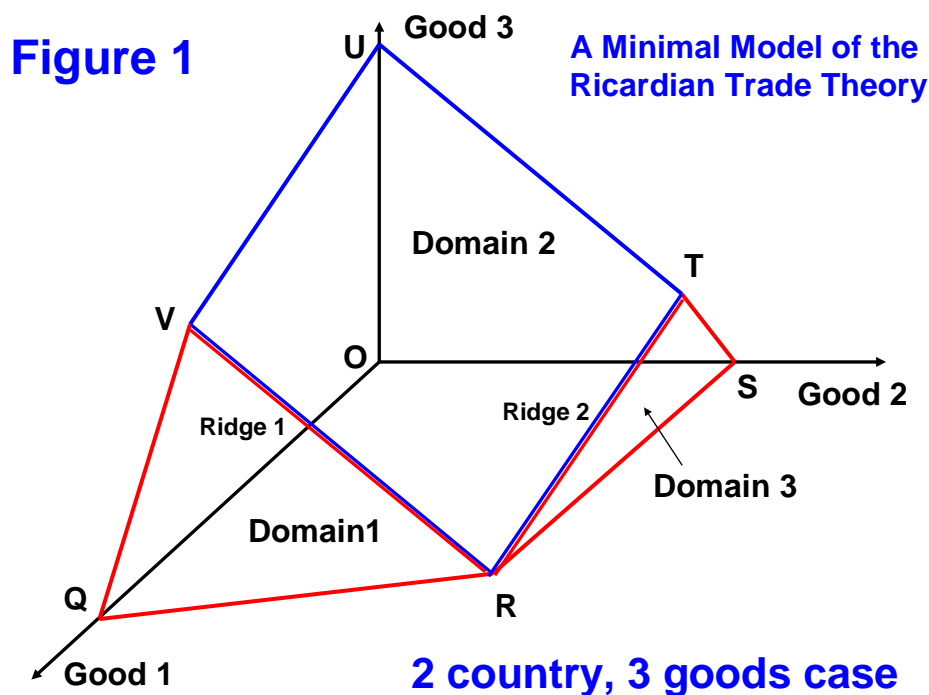 Figure 1
U
Good 3
A Minimal Model of the
Ricardian Trade Theory
Domain 2
T
V
O
S
Good 2
Ridge 1
Ridge 2
Domain 3
Domain1
Q
R
Good 1
2 country, 3 goods case